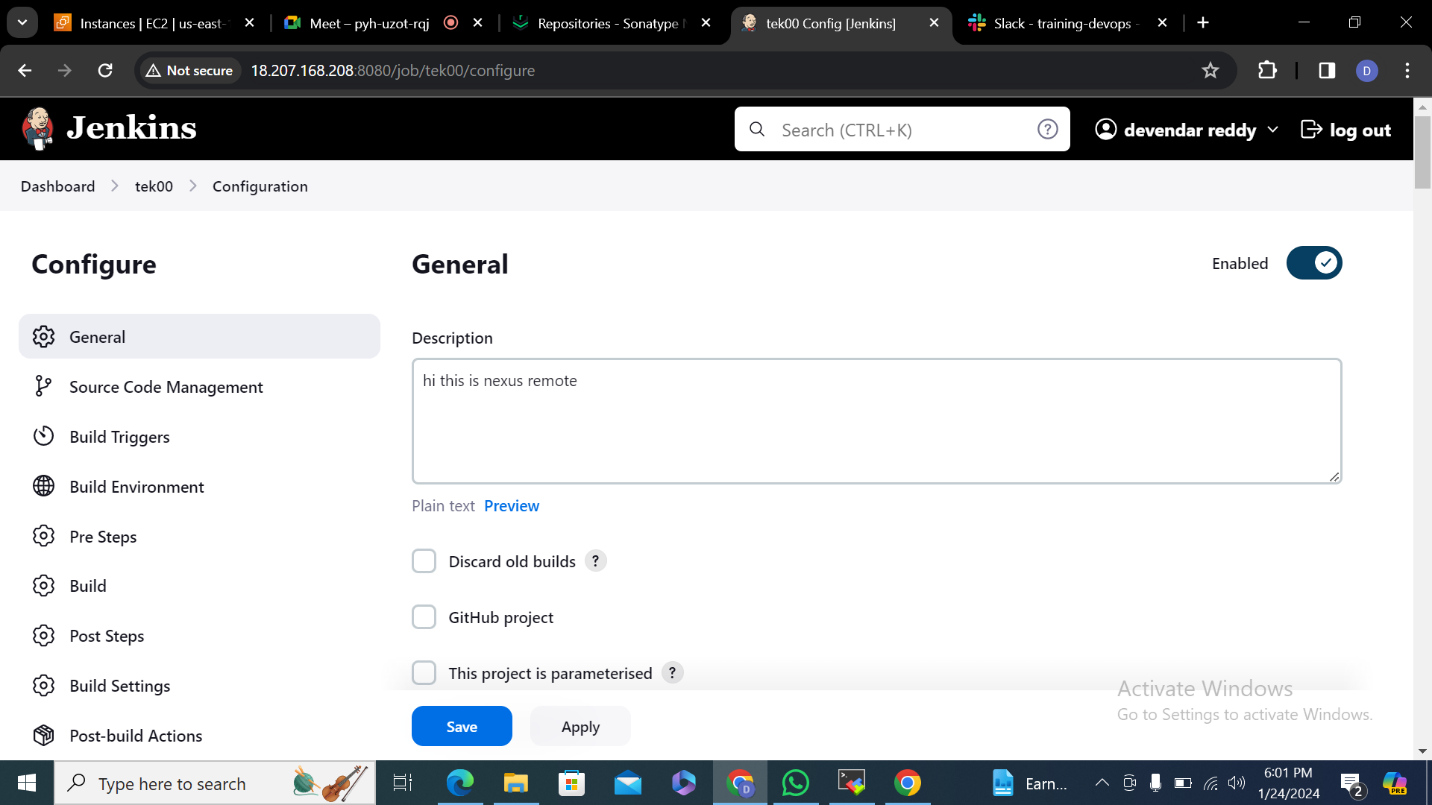 Instances | EC2 | us-east-
Meet – pyh-uzot-rqj
Repositories - Sonatype
tek00 Config [Jenkins]
Slack - training-devops -
Not secure
18.207.168.208:8080/job/tek00/configure
D
Jenkins
Search (CTRL+K)
?
devendar reddy
log out
Dashboard
tek00
Configuration
Configure
General
Source Code Management
Build Triggers
Build Environment
Pre Steps
Build
Post Steps
Build Settings
Post-build Actions
General
Enabled
Description
hi this is nexus remote
Plain text Preview
Discard old builds ?
GitHub project
This project is parameterised ?
Save
Apply
Activate Windows
Go to Settings to activate Windows.
Type here to search
D
Earn...
6:01 PM
1/24/2024
2
PRE